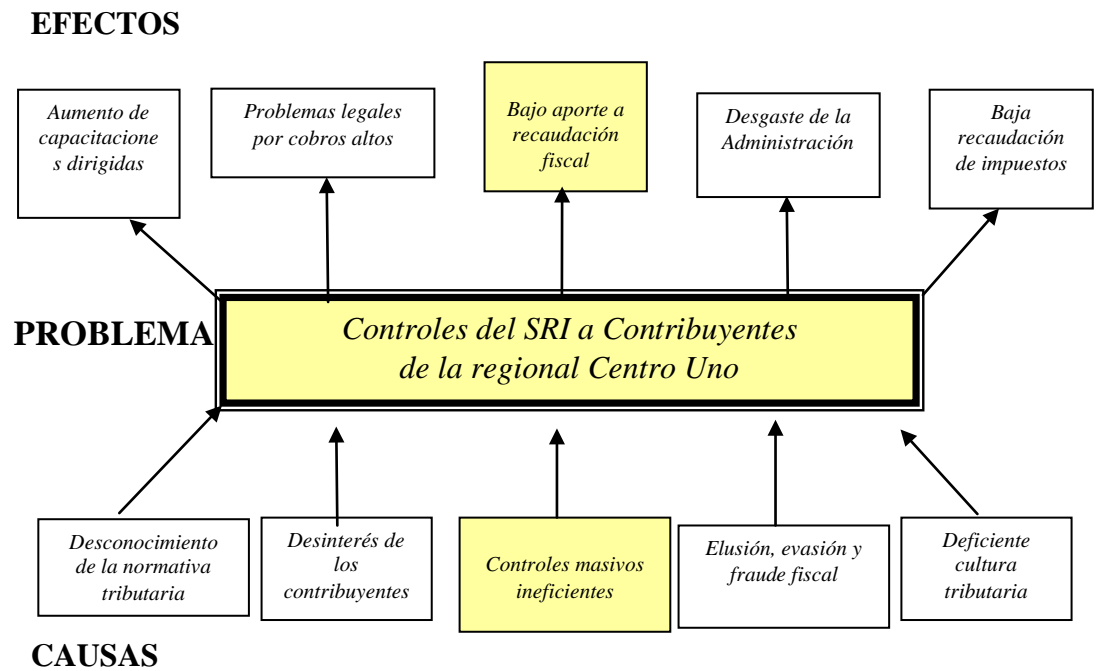 EFECTOS
Aumento de
capacitacione
s dirigidas
Problemas legales
por cobros altos
Bajo aporte a
recaudación
fiscal
Desgaste de la
Administración
Baja
recaudación
de impuestos
PROBLEMA
Controles del SRI a Contribuyentes
de la regional Centro Uno
Desconocimiento
de la normativa
tributaria
Desinterés de
los
contribuyentes
Controles masivos
ineficientes
Elusión, evasión y
fraude fiscal
Deficiente
cultura
tributaria
CAUSAS